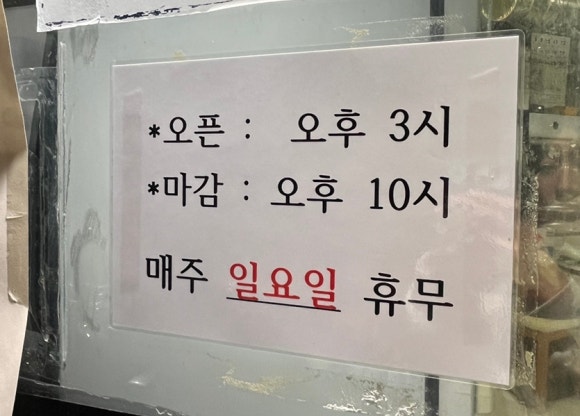 *오픈 : 오후 3시
*마감 : 오후 10시
매주 일요일 휴무